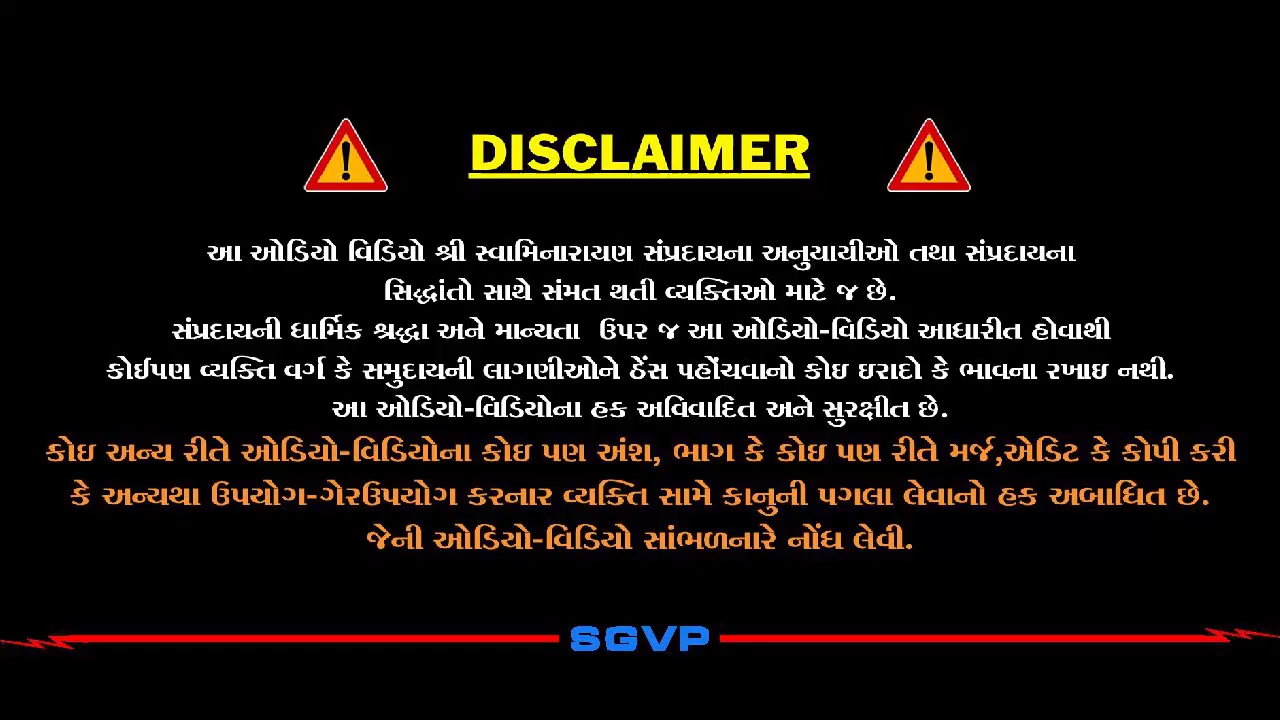 DISCLAIMER
આ ઓડિયો વિડિયો શ્રી સ્વામિનારાયણ સંપ્રદાયના અનુયાયીઓ તથા સંપ્રદાયના
સિદ્ધાંતો સાથે સંમત થતી વ્યક્તિઓ માટે જ છે.
સંપ્રદાયની ધાર્મિક શ્રદ્ધા અને માન્યતા ઉપર જ આ ઓડિયો-વિડિયો આધારીત હોવાથી
કોઈપણ વ્યક્તિ વર્ગ કે સમુદાયની લાગણીઓને ઠેંસ પહોંચવાનો કોઇ ઇરાદો કે ભાવના રખાઇ નથી.
આ ઓડિયો-વિડિયોના હક અવિવાદિત અને સુરક્ષીત છે.
કોઇ અન્ય રીતે ઓડિયો-વિડિયોના કોઇ પણ અંશ, ભાગ કે કોઇ પણ રીતે મર્જ,એડિટ કે કોપી કરી
કે અન્યથા ઉપયોગ-ગેરઉપયોગ કરનાર વ્યક્તિ સામે કાનુની પગલા લેવાનો હક અબાધિત છે.
જેની ઓડિયો-વિડિયો સાંભળનારે નોંધ લેવી.
SGVP